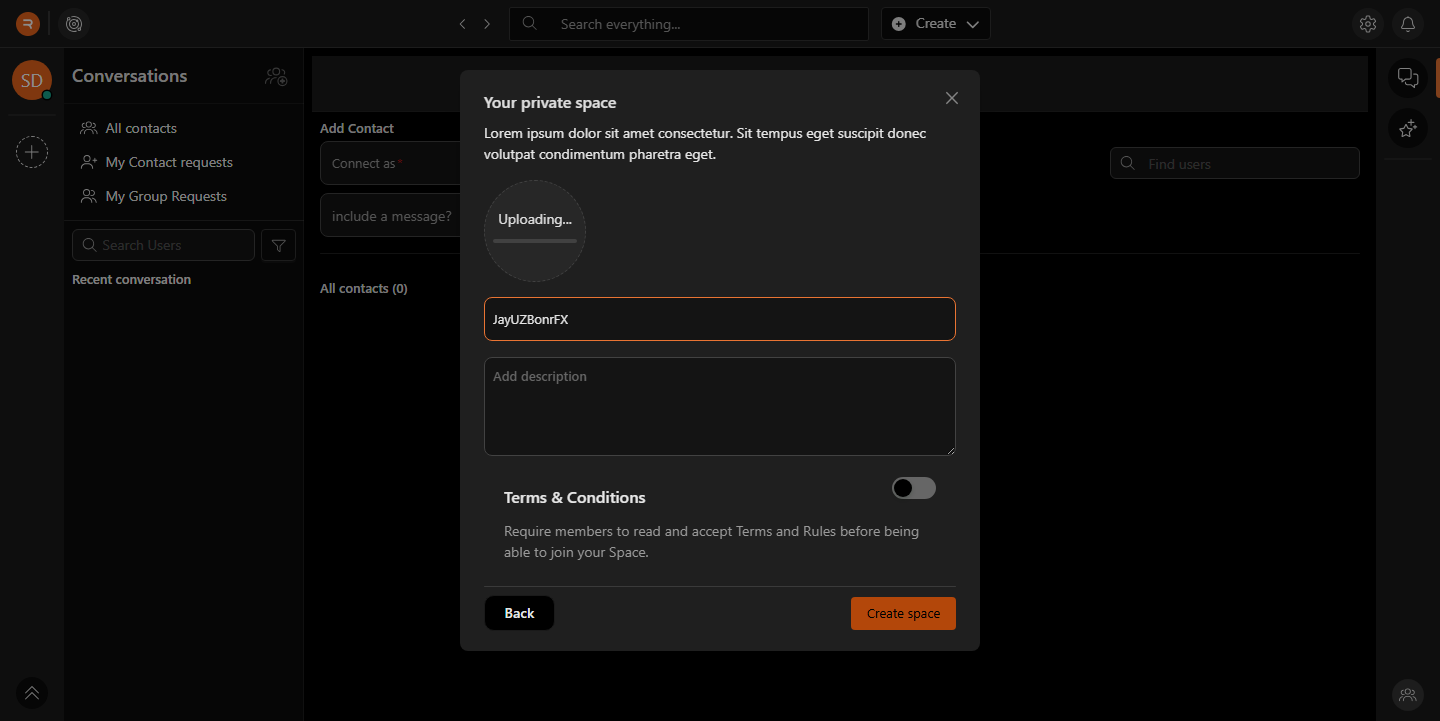 R
Search everything...
Create
SD
Conversations
All contacts
My Contact requests
My Group Requests
Search Users
Recent conversation
Add Contact
Connect as *
include a message?
Find users
All contacts (0)
Your private space
Lorem ipsum dolor sit amet consectetur. Sit tempus eget suscipit donec
volutpat condimentum pharetra eget.
Uploading...
JayUZBonrFX
Add description
Terms & Conditions
Require members to read and accept Terms and Rules before being
able to join your Space.
Back
Create space